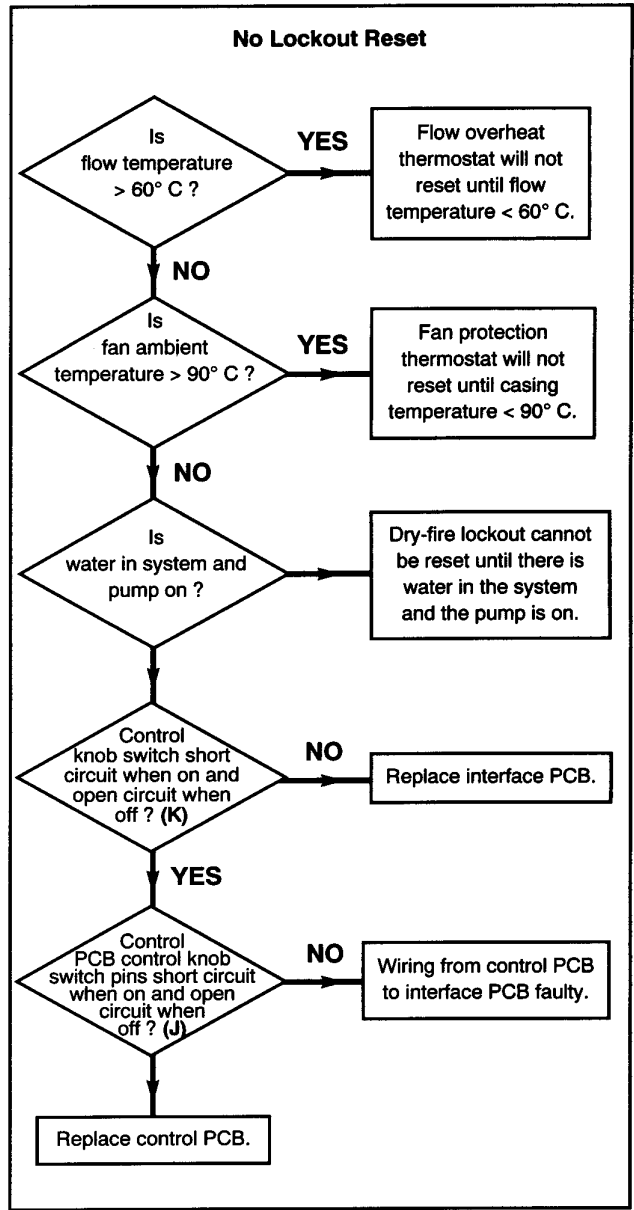 No Lockout Reset
Is
flow temperature
> 60° C ?
YES
Flow overheat
thermostat will not
reset until flow
temperature < 60° C.
NO
Is
fan ambient
temperature > 90° C ?
YES
Fan protection
thermostat will not
reset until casing
temperature < 90° C.
NO
Is
water in system and
pump on ?
Dry-fire lockout cannot
be reset until there is
water in the system
and the pump is on.
Control
knob switch short
circuit when on and
open circuit when
off ? (K)
NO
Replace interface PCB.
YES
Control
PCB control knob
switch pins short circuit
when on and open
circuit when
off ? (J)
NO
Wiring from control PCB
to interface PCB faulty.
Replace control PCB.